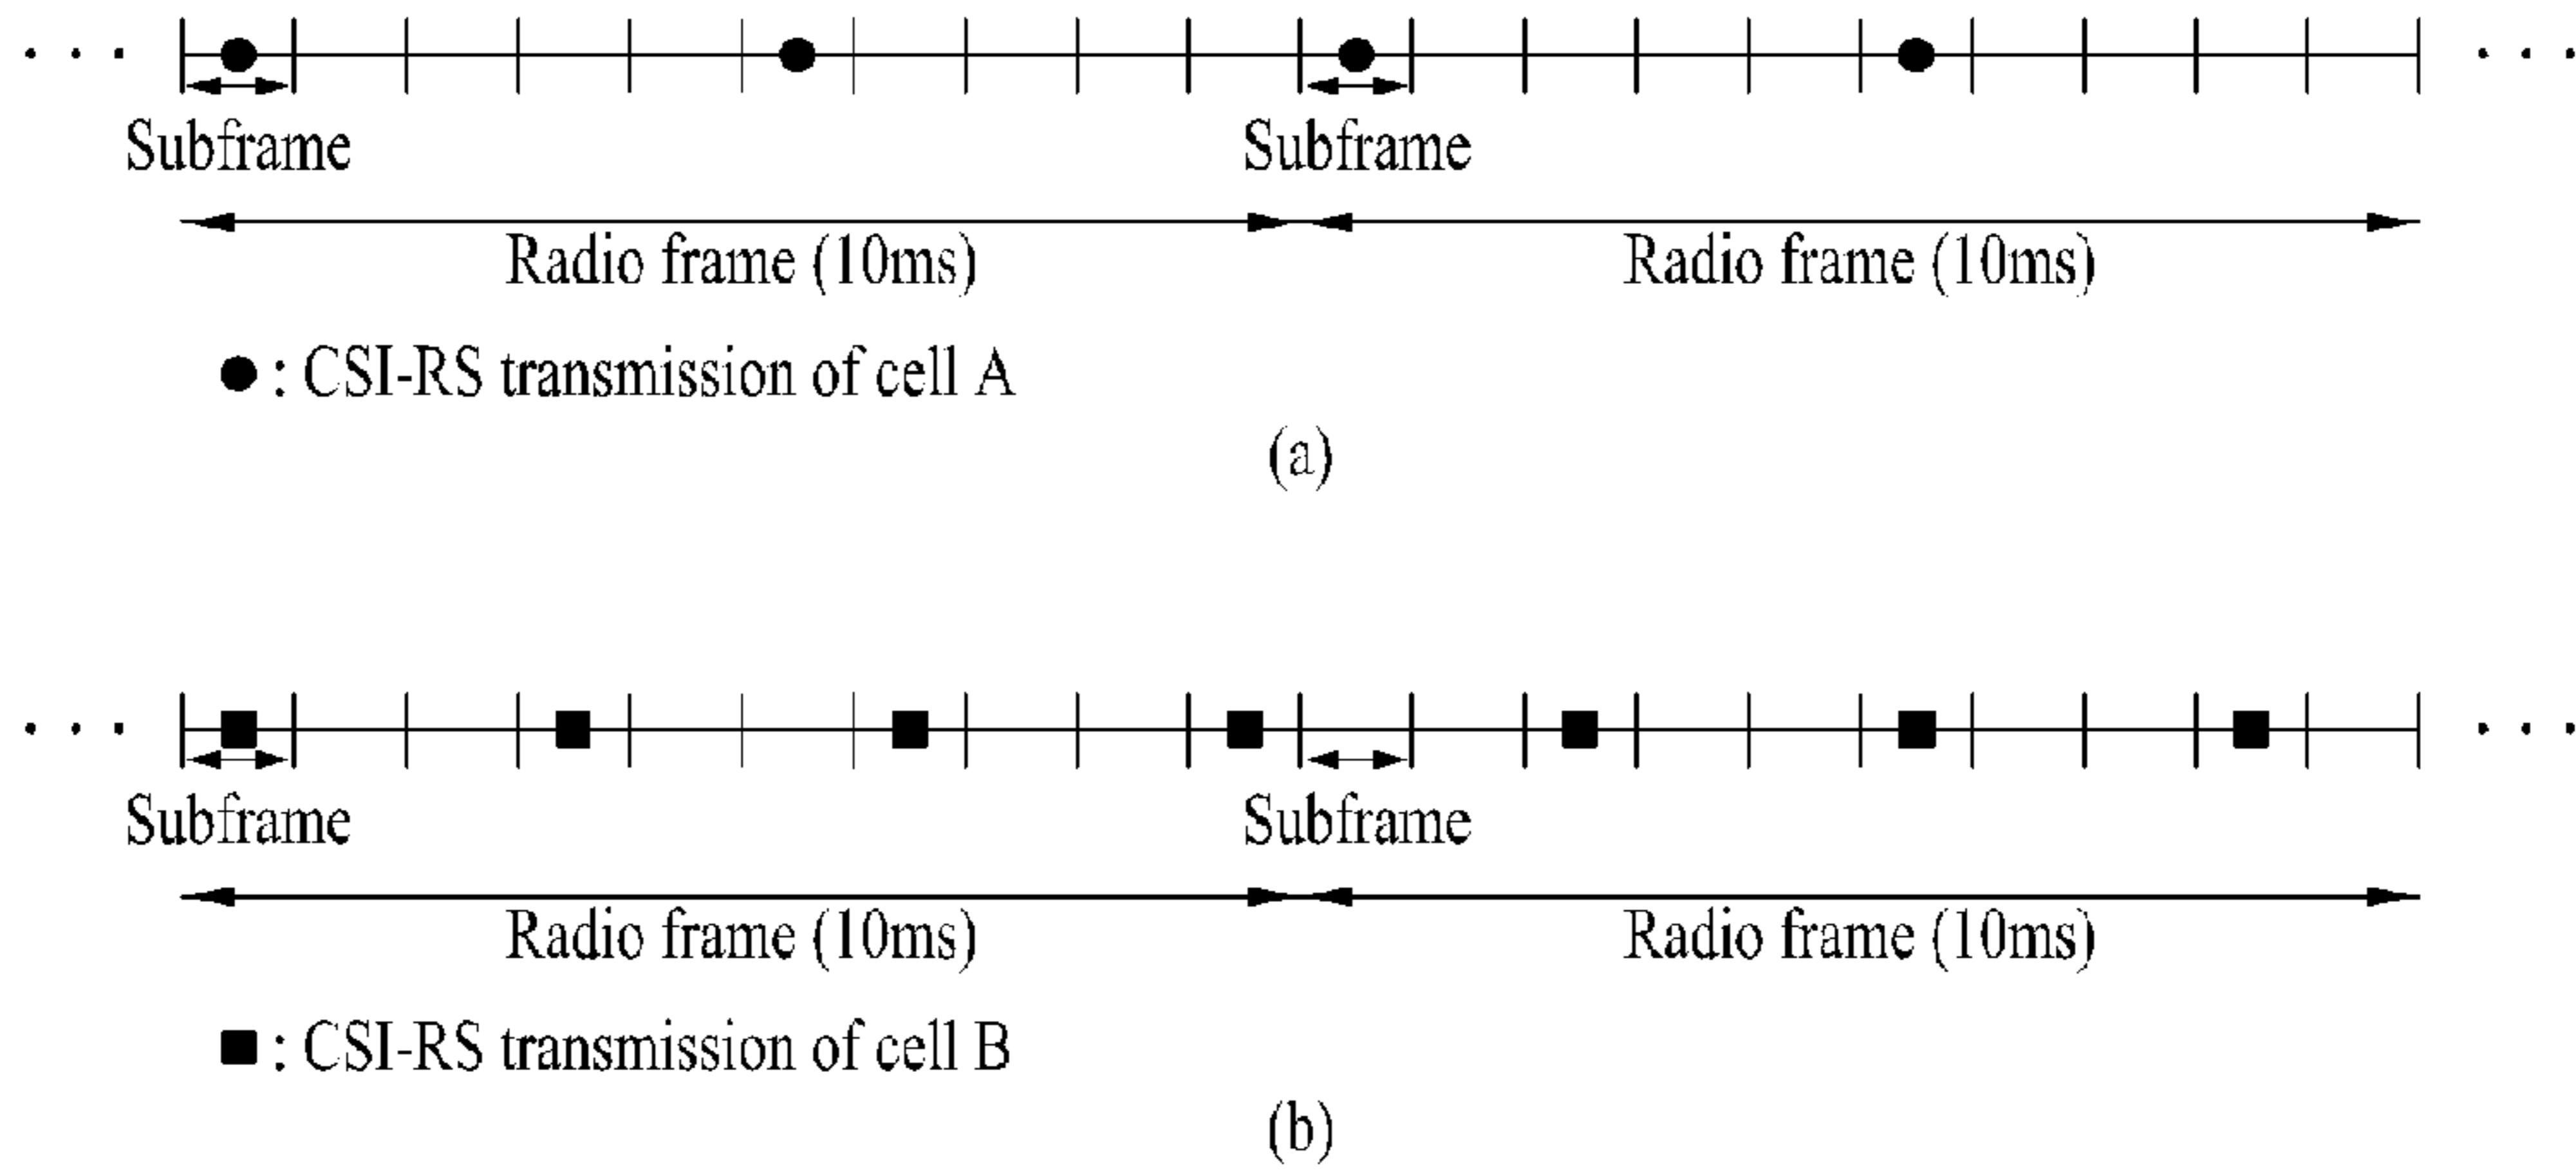 Subframe Subframe
Radio frame (10ms) Radio frame (10ms)
● : CSI-RS transmission of cell A
(a)
Subframe Subframe
Radio frame (10ms) Radio frame (10ms)
■ : CSI-RS transmission of cell B
(b)